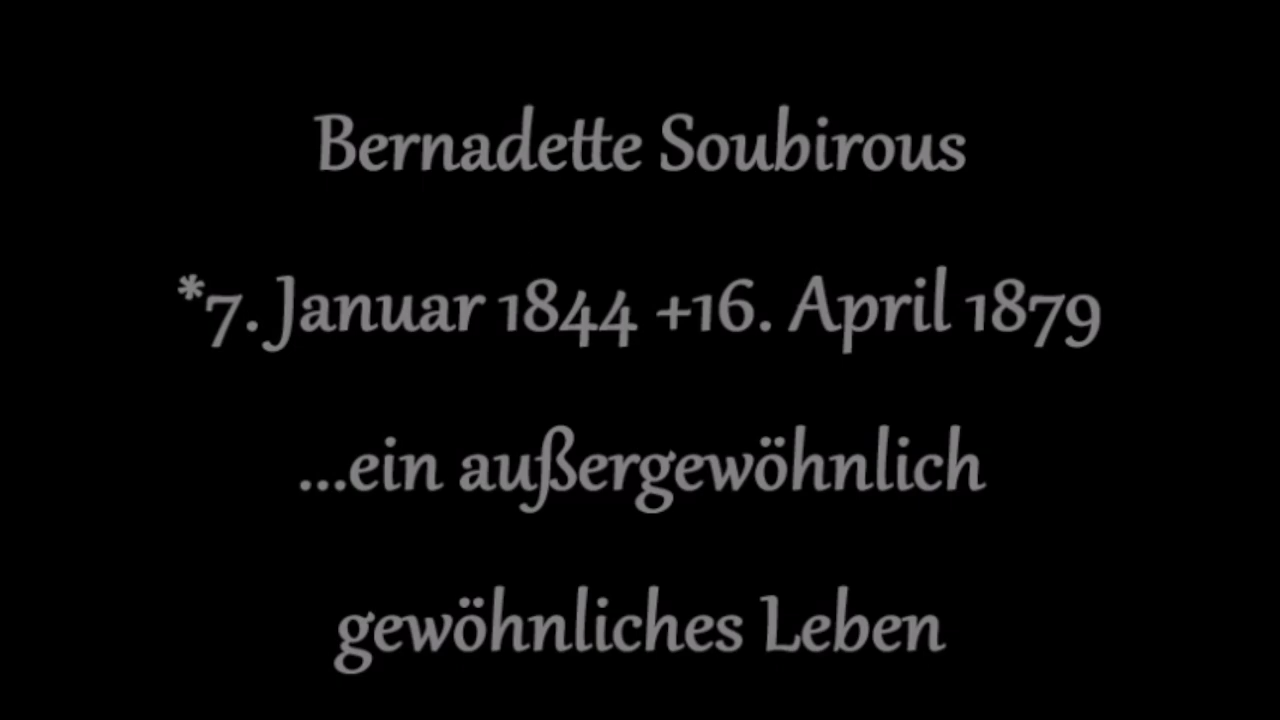 Bernadette Soubirous
*7. Januar 1844 +16. April 1879
...ein außergewöhnlich
gewöhnliches Leben